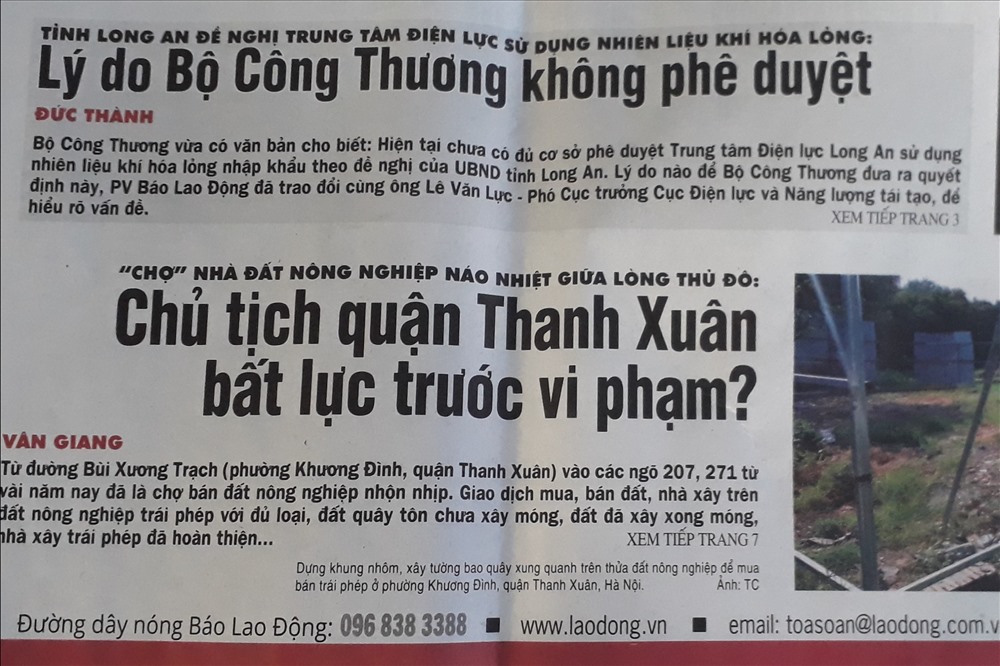 TỈNH LONG AN ĐỀ NGHỊ TRUNG TÂM ĐIỆN LỰC SỬ DỤNG NHIÊN LIỆU KHÍ HÓA LỎNG:
Lý do Bộ Công Thương không phê duyệt
ĐỨC THÀNH
Bộ Công Thương vừa có văn bản cho biết: Hiện tại chưa có đủ cơ sở phê duyệt Trung tâm Điện lực Long An sử dụng
nhiên liệu khí hóa lỏng nhập khẩu theo đề nghị của UBND tỉnh Long An. Lý do nào để Bộ Công Thương đưa ra quyết
định này, PV Báo Lao Động đã trao đổi cùng ông Lê Văn Lực - Phó Cục trưởng Cục Điện lực và Năng lượng tái tạo, để
hiểu rõ vấn đề.
XEM TIẾP TRANG 3
“CHỢ” NHÀ ĐẤT NÔNG NGHIỆP NÁO NHIỆT GIỮA LÒNG THỦ ĐÔ:
Chủ tịch quận Thanh Xuân
bất lực trước vi phạm?
VÂN GIANG
Từ đường Bùi Xương Trạch (phường Khương Đình, quận Thanh Xuân) vào các ngõ 207, 271 từ
vài năm nay đã là chợ bán đất nông nghiệp nhộn nhịp. Giao dịch mua, bán đất, nhà xây trên
đất nông nghiệp trái phép với đủ loại, đất quây tôn chưa xây móng, đất đã xây xong móng,
nhà xây trái phép đã hoàn thiện...
XEM TIẾP TRANG 7
Dựng khung nhôm, xây tường bao quây xung quanh trên thửa đất nông nghiệp để mua
bán trái phép ở phường Khương Đình, quận Thanh Xuân, Hà Nội. Ảnh: TC
Đường dây nóng Báo Lao Động: 096 838 3388 ■ www.laodong.vn ■ email: toasoan@laodong.com.v